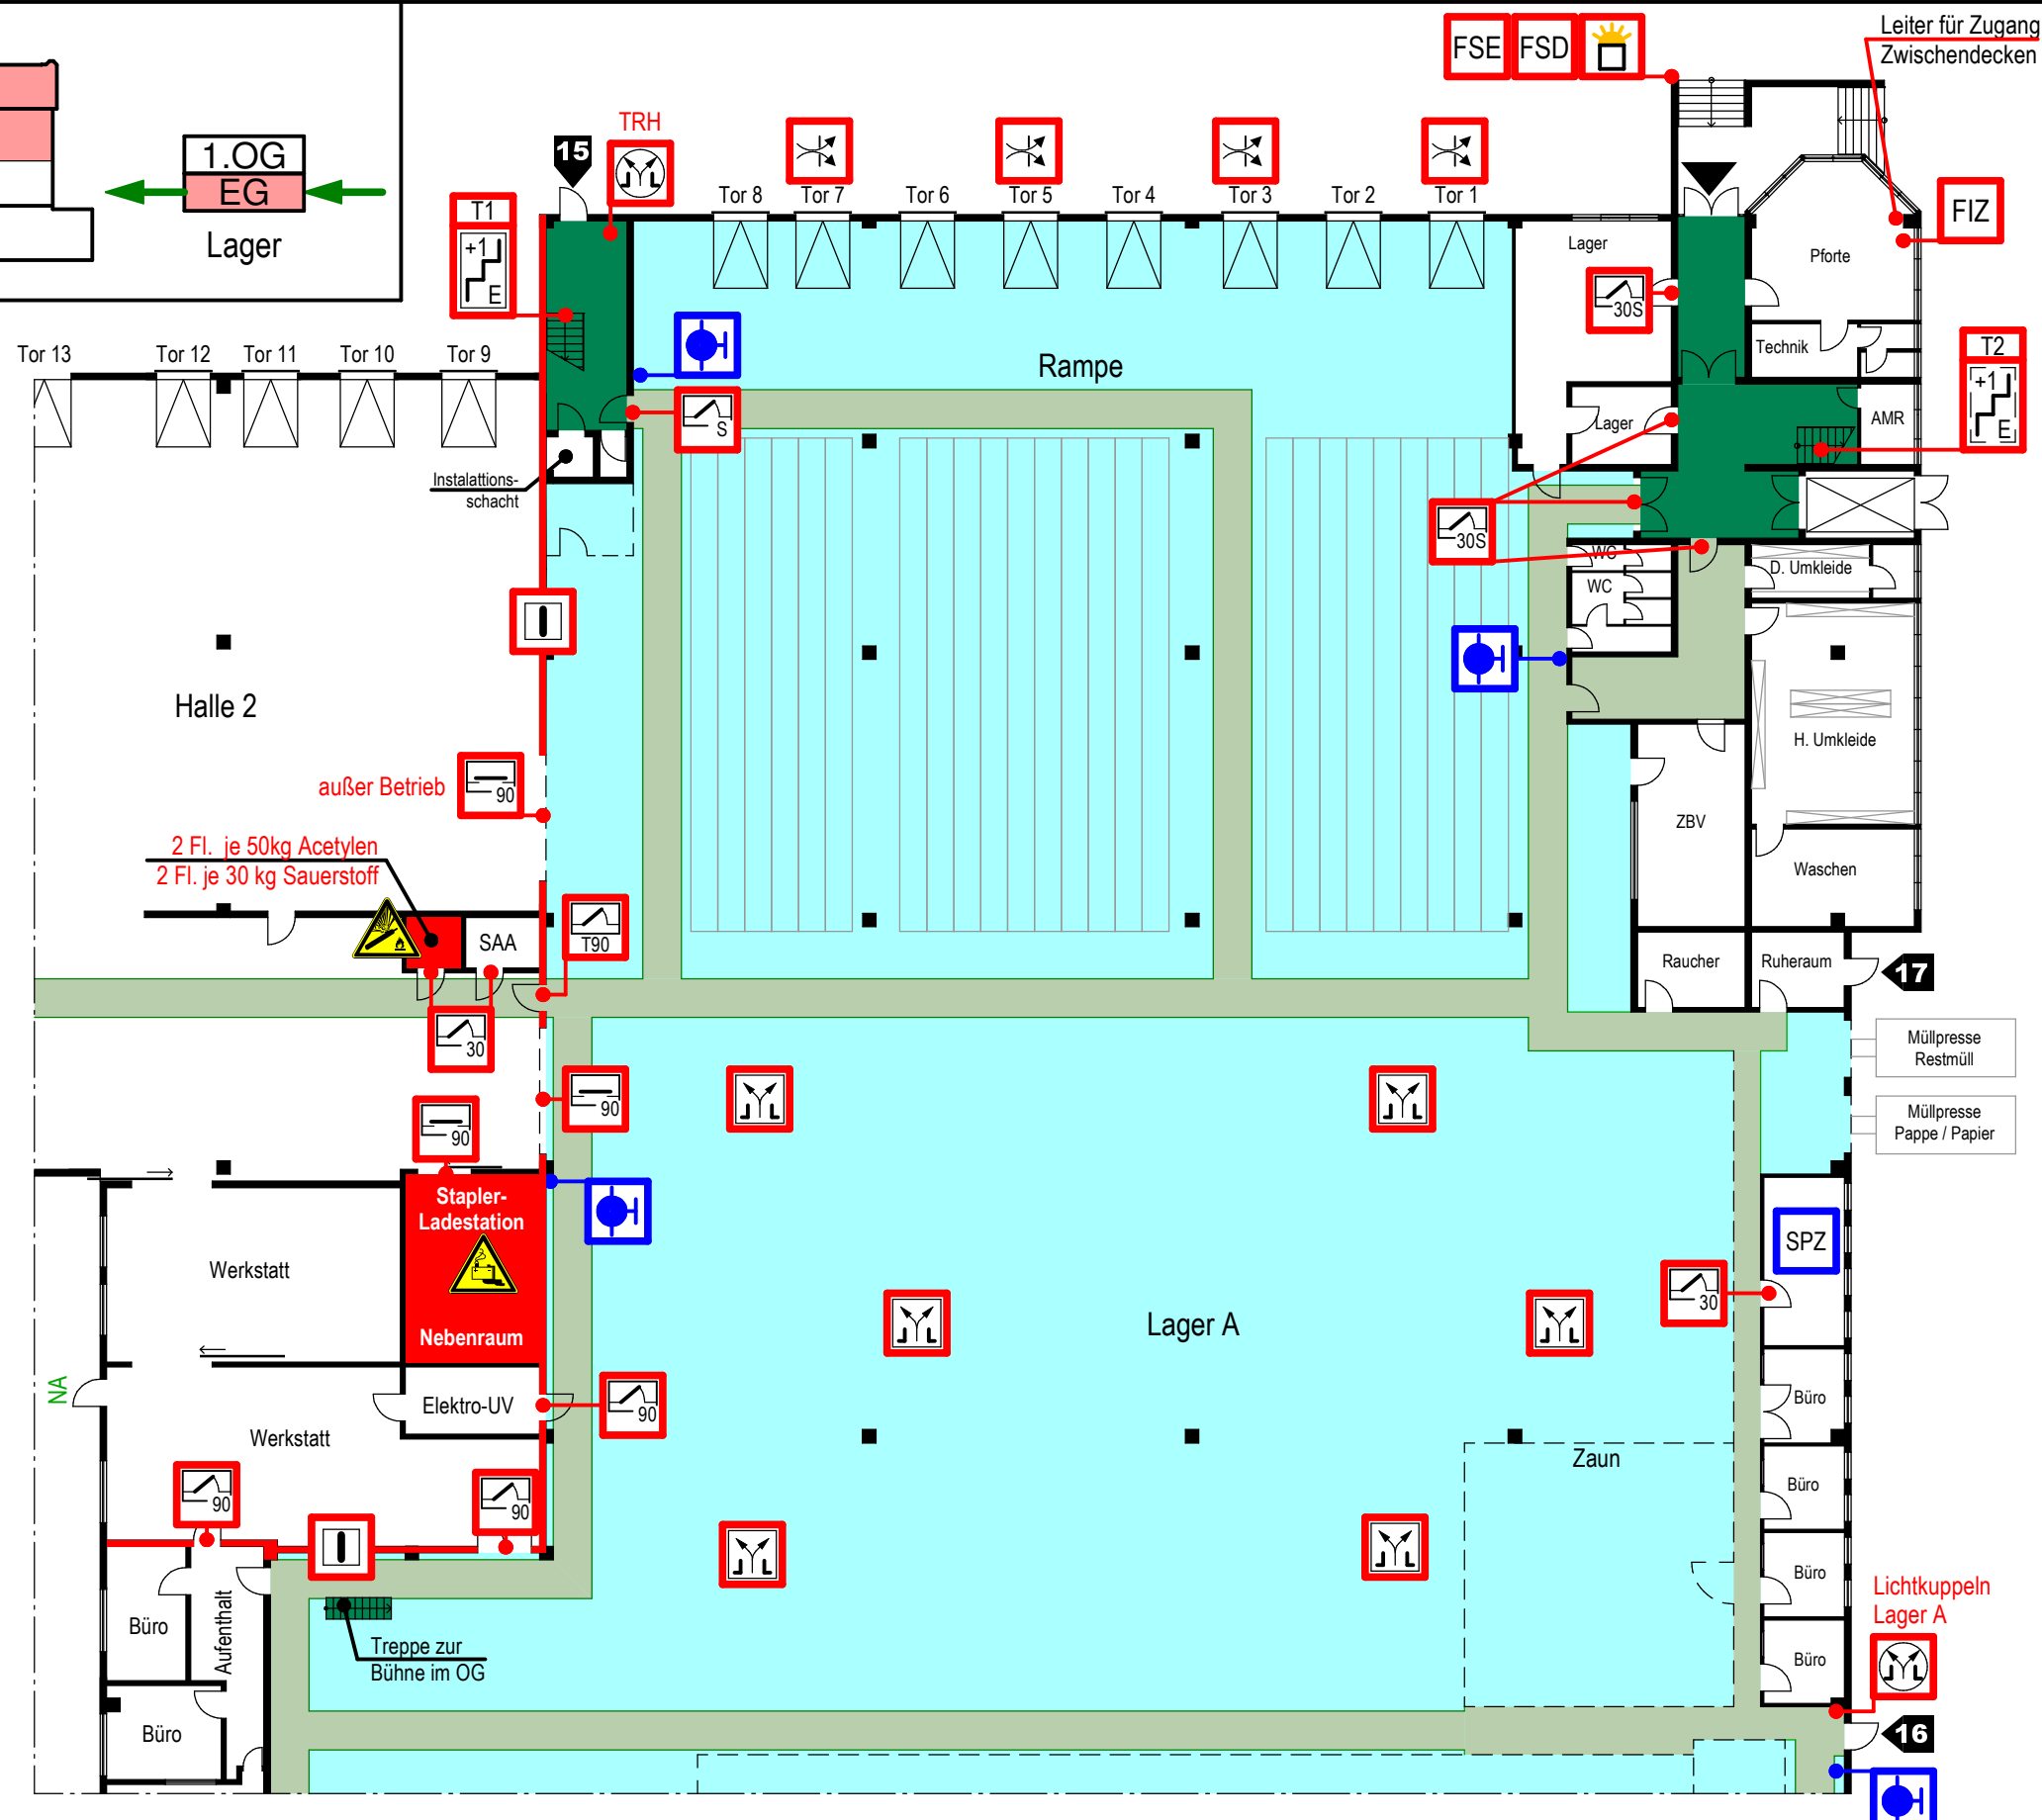 1.OG
EG
Lager
FSE
FSD
Leiter für Zugang
Zwischendecken
FIZ
15
TRH
T1
+1
E
Tor 8
Tor 7
Tor 6
Tor 5
Tor 4
Tor 3
Tor 2
Tor 1
Lager
30S
Pforte
Technik
T2
+1
E
AMR
Tor 13
Tor 12
Tor 11
Tor 10
Tor 9
Rampe
S
Lager
Instalattions-
schacht
30S
WC
WC
D. Umkleide
H. Umkleide
Halle 2
außer Betrieb
90
ZBV
Waschen
2 Fl. je 50kg Acetylen
2 Fl. je 30 kg Sauerstoff
SAA
T90
Raucher
Ruheraum
17
30
90
90
Müllpresse
Restmüll
Müllpresse
Pappe / Papier
Stapler-
Ladestation
Nebenraum
Werkstatt
SPZ
30
Lager A
NA
Elektro-UV
90
Büro
Werkstatt
Zaun
Büro
90
90
Büro
Büro
Aufenthalt
Lichtkuppeln
Lager A
Treppe zur
Bühne im OG
Büro
Büro
16